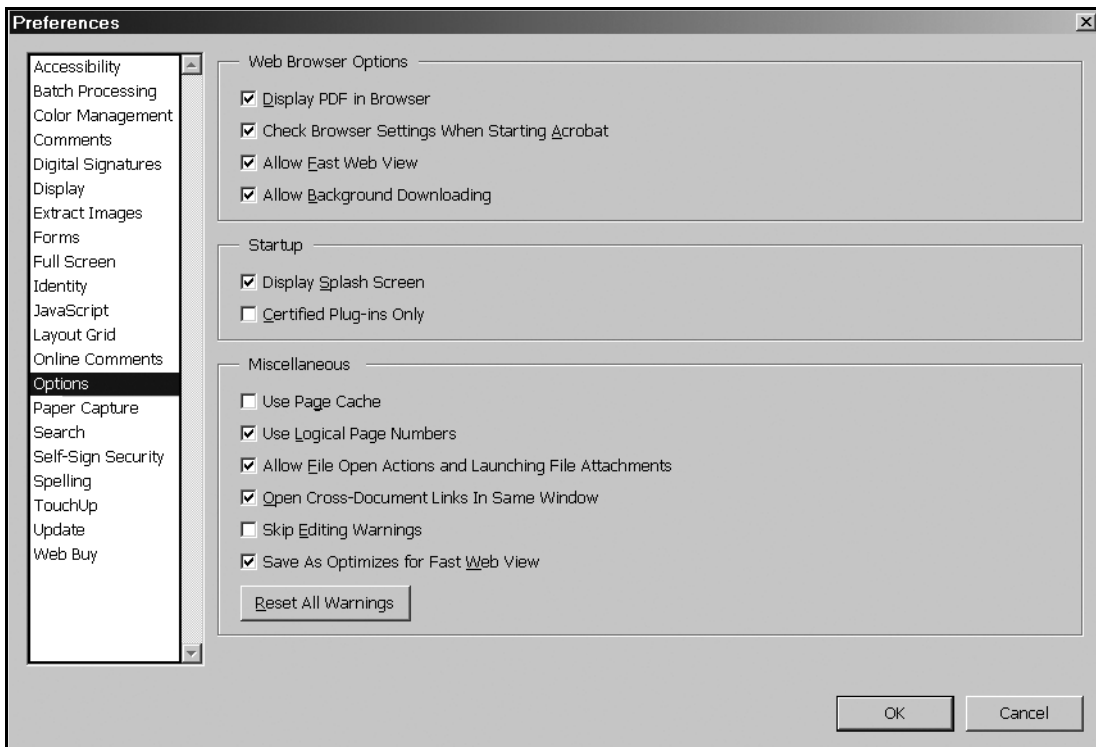 Preferences
Accessibility
Batch Processing
Color Management
Comments
Digital Signatures
Display
Extract Images
Forms
Full Screen
Identity
JavaScript
Layout Grid
Online Comments
Options
Paper Capture
Search
Self-Sign Security
Spelling
TouchUp
Update
Web Buy
Web Browser Options
Display PDF in Browser
Check Browser Settings When Starting Acrobat
Allow Fast Web View
Allow Background Downloading
Startup
Display Splash Screen
Certified Plug-ins Only
Miscellaneous
Use Page Cache
Use Logical Page Numbers
Allow File Open Actions and Launching File Attachments
Open Cross-Document Links In Same Window
Skip Editing Warnings
Save As Optimizes for Fast Web View
Reset All Warnings
OK
Cancel